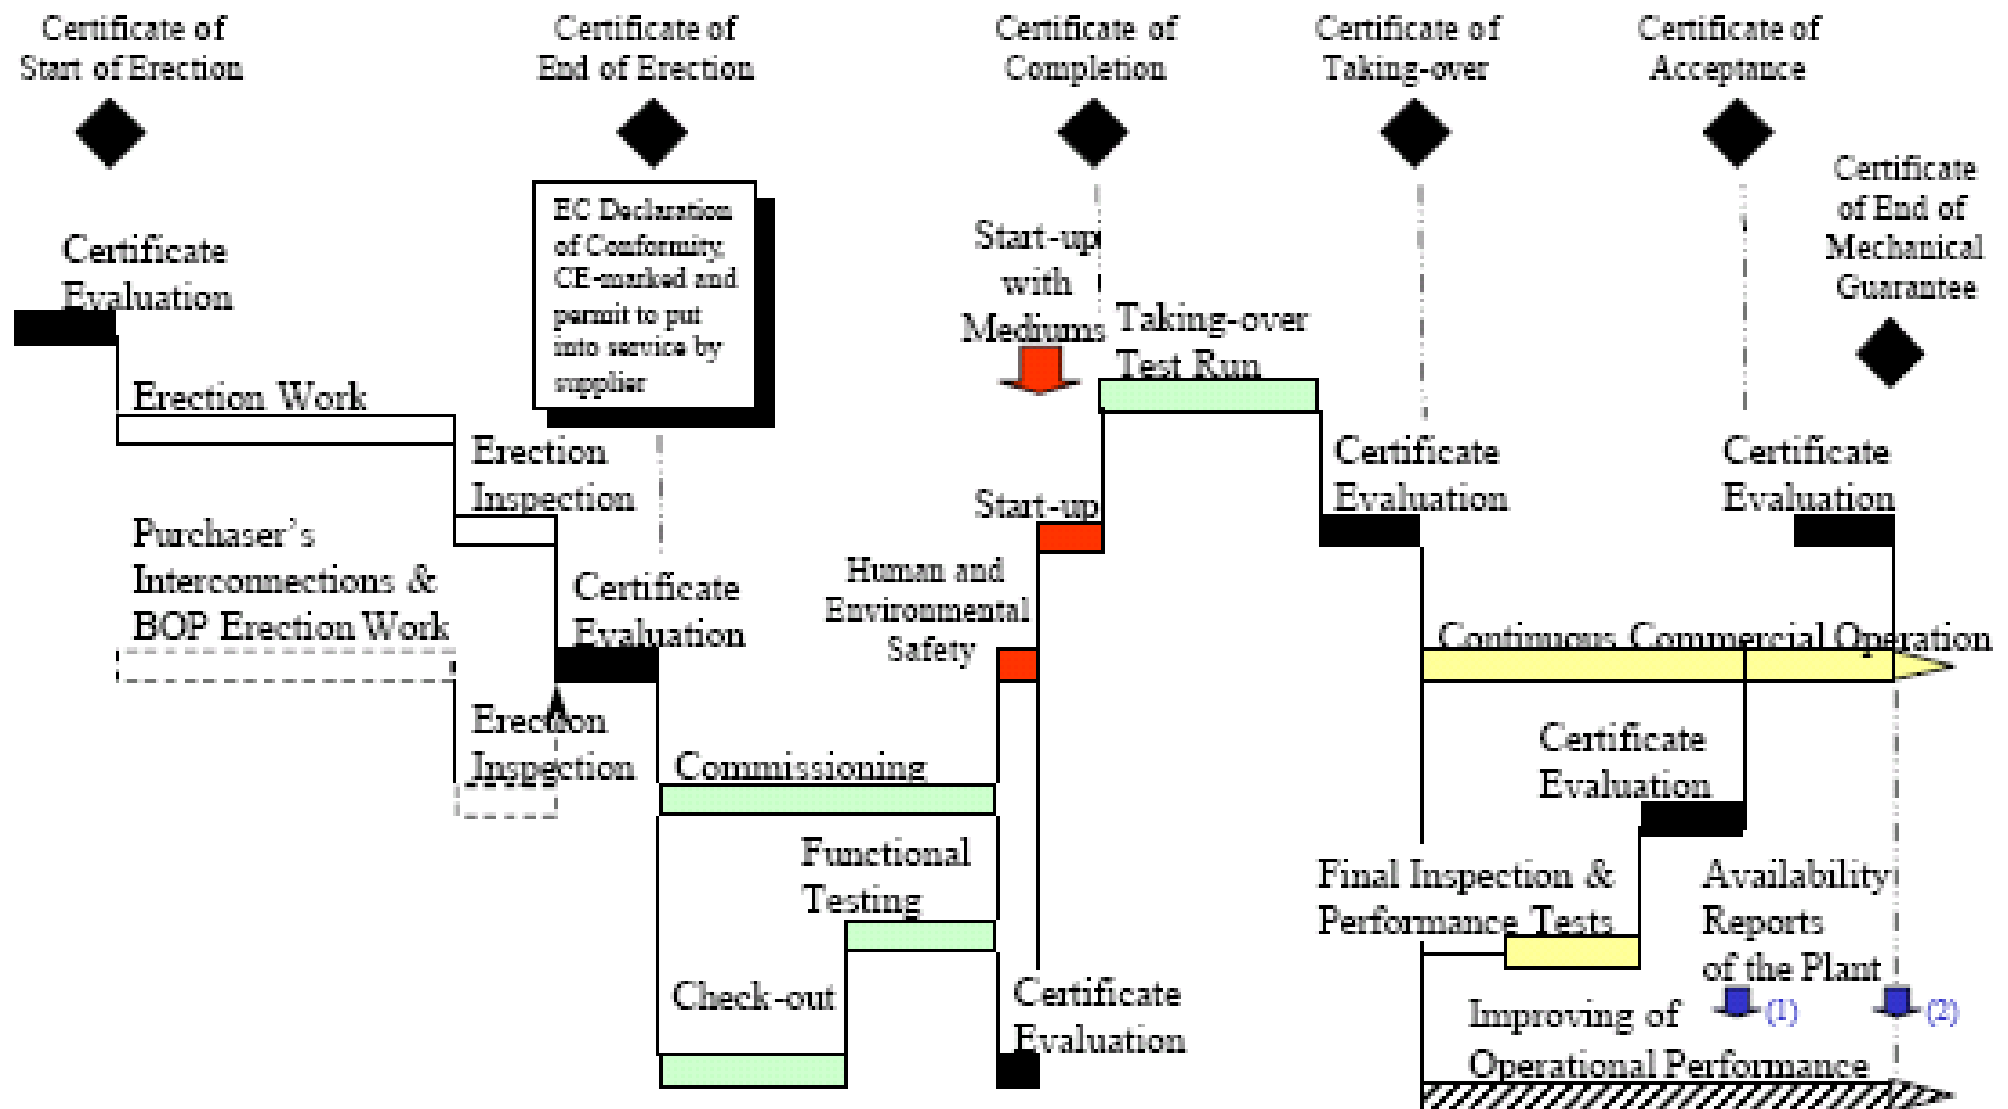 Certificate of
Start of Erection
Certificate of
End of Erection
Certificate of
Completion
Certificate of
Taking-over
Certificate of
Acceptance
Certificate
of End of
Mechanical
Guarantee
EC Declaration
of Conformity,
CE-marked and
permit to put
into service by
supplier
Certificate
Evaluation
Start-up
with
Mediums
Taking-over
Test Run
Erection Work
Erection
Inspection
Certificate
Evaluation
Certificate
Evaluation
Start-up
Purchaser's
Interconnections &
BOP Erection Work
Certificate
Evaluation
Human and
Environmental
Safety
Continuous Commercial Operation
Erection
Inspection
Commissioning
Certificate
Evaluation
Functional
Testing
Final Inspection &
Performance Tests
Availability
Reports
of the Plant
(1)
(2)
Check-out
Certificate
Evaluation
Improving of
Operational Performance